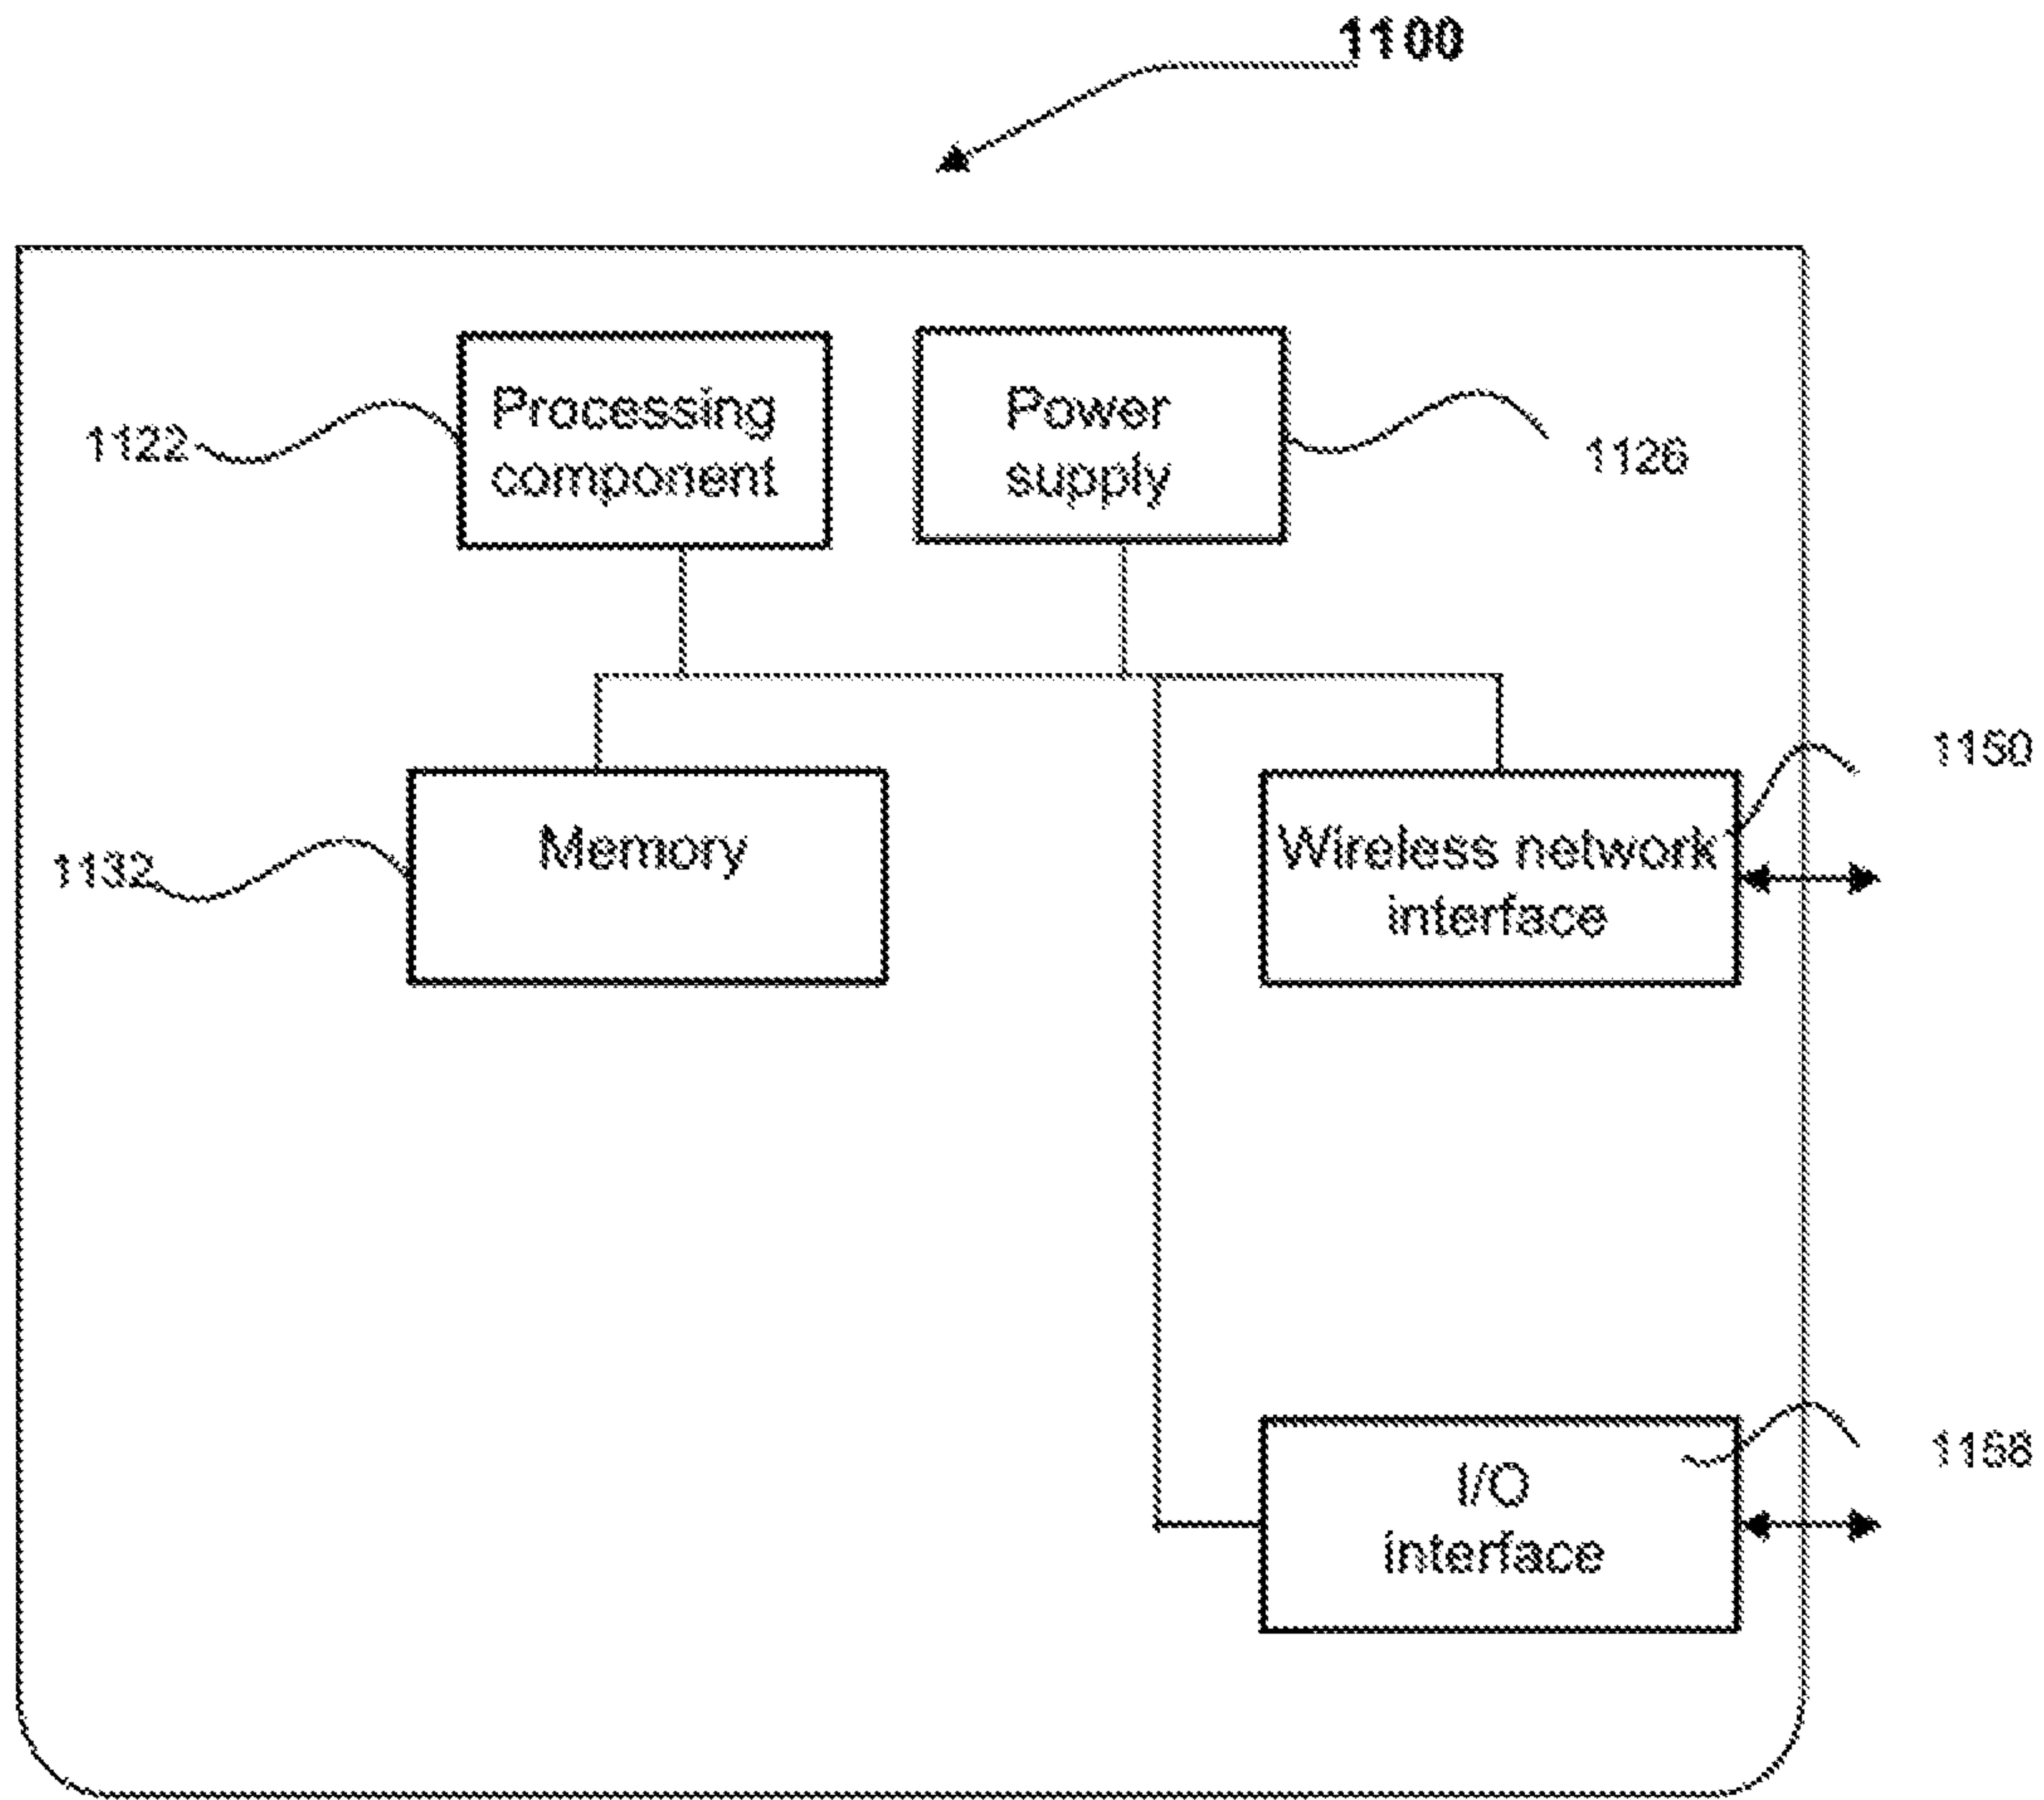 1100
Processing
component
Power
supply
1122
1126
Memory
1132
Wireless network
interface
1150
I/O
interface
1158